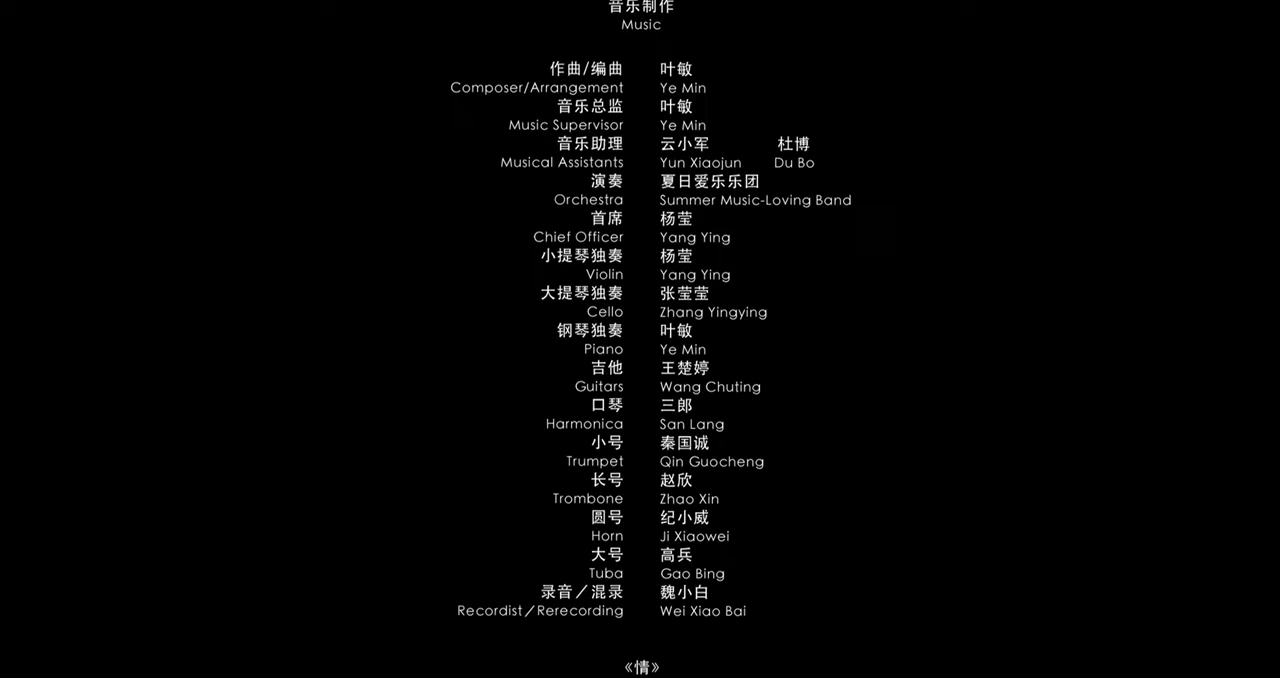 音乐制作
Music
作曲/编曲 叶敏
Composer/Arrangement Ye Min
音乐总监 叶敏
Music Supervisor Ye Min
音乐助理 云小军 杜博
Musical Assistants Yun Xiaojun Du Bo
演奏 夏日爱乐乐团
Orchestra Summer Music-Loving Band
首席 杨莹
Chief Officer Yang Ying
小提琴独奏 杨莹
Violin Yang Ying
大提琴独奏 张莹莹
Cello Zhang Yingying
钢琴独奏 叶敏
Piano Ye Min
吉他 王楚婷
Guitars Wang Chuting
口琴 三郎
Harmonica San Lang
小号 秦国诚
Trumpet Qin Guocheng
长号 赵欣
Trombone Zhao Xin
圆号 纪小威
Horn Ji Xiaowei
大号 高兵
Tuba Gao Bing
录音／混录 魏小白
Recordist／Rerecording Wei Xiao Bai
《情》